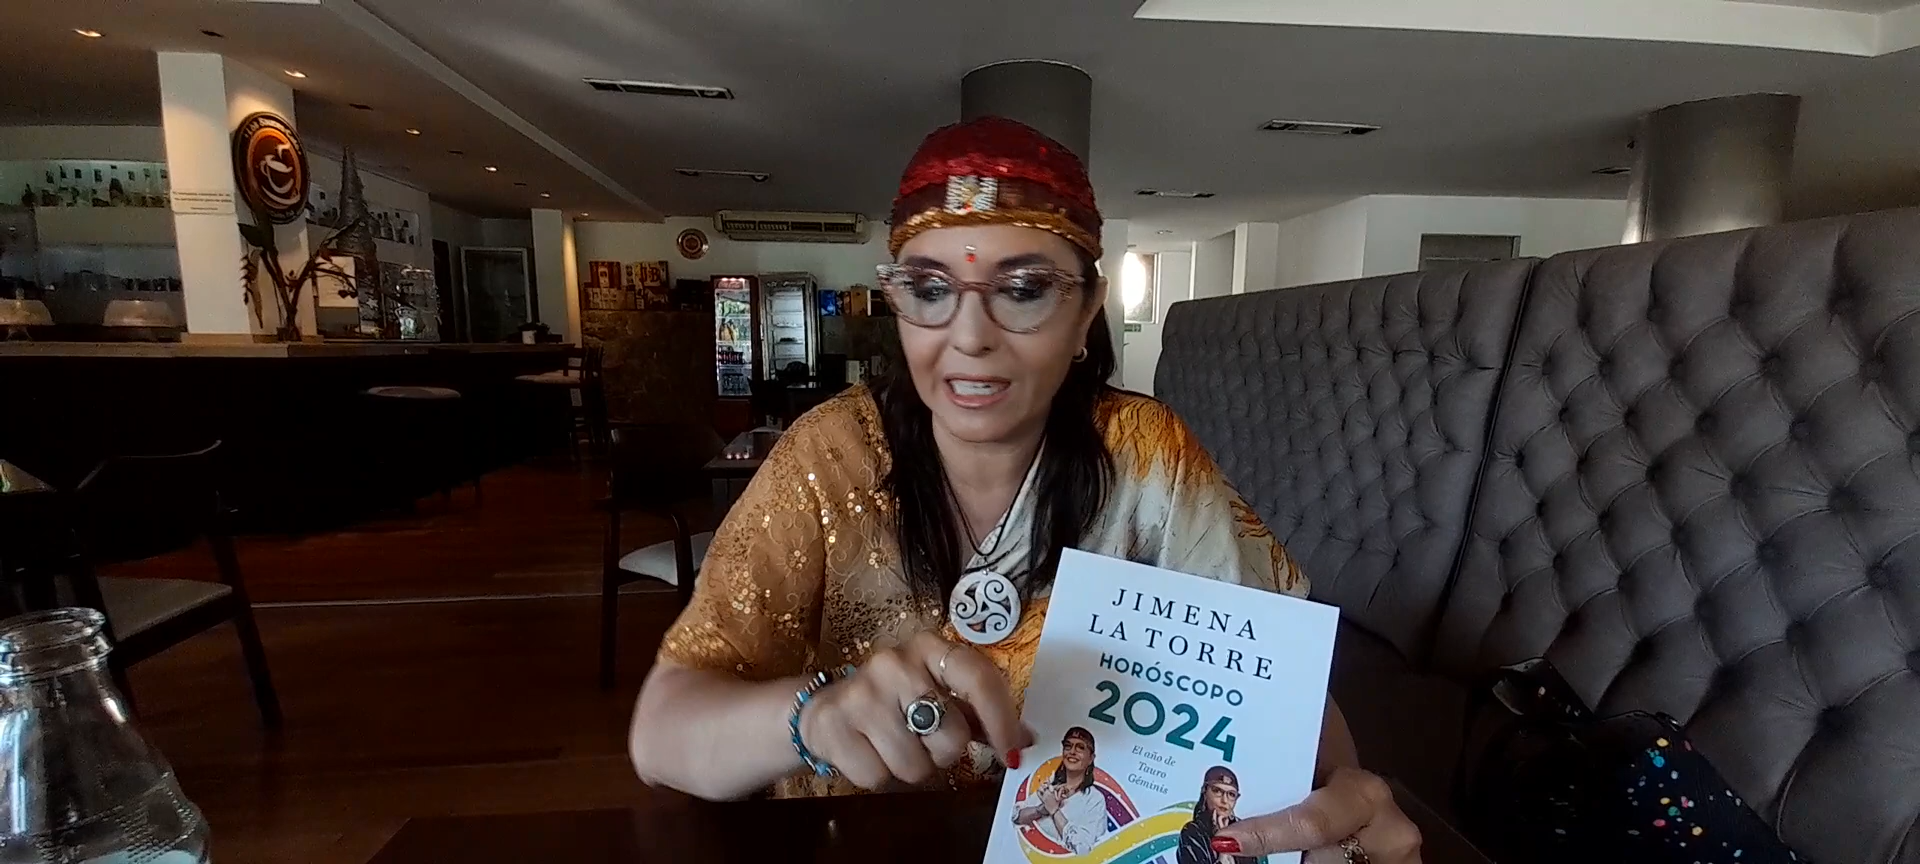 JIMENA
LA TORRE
HORÓSCOPO
2024
El año de
Tauro
Géminis